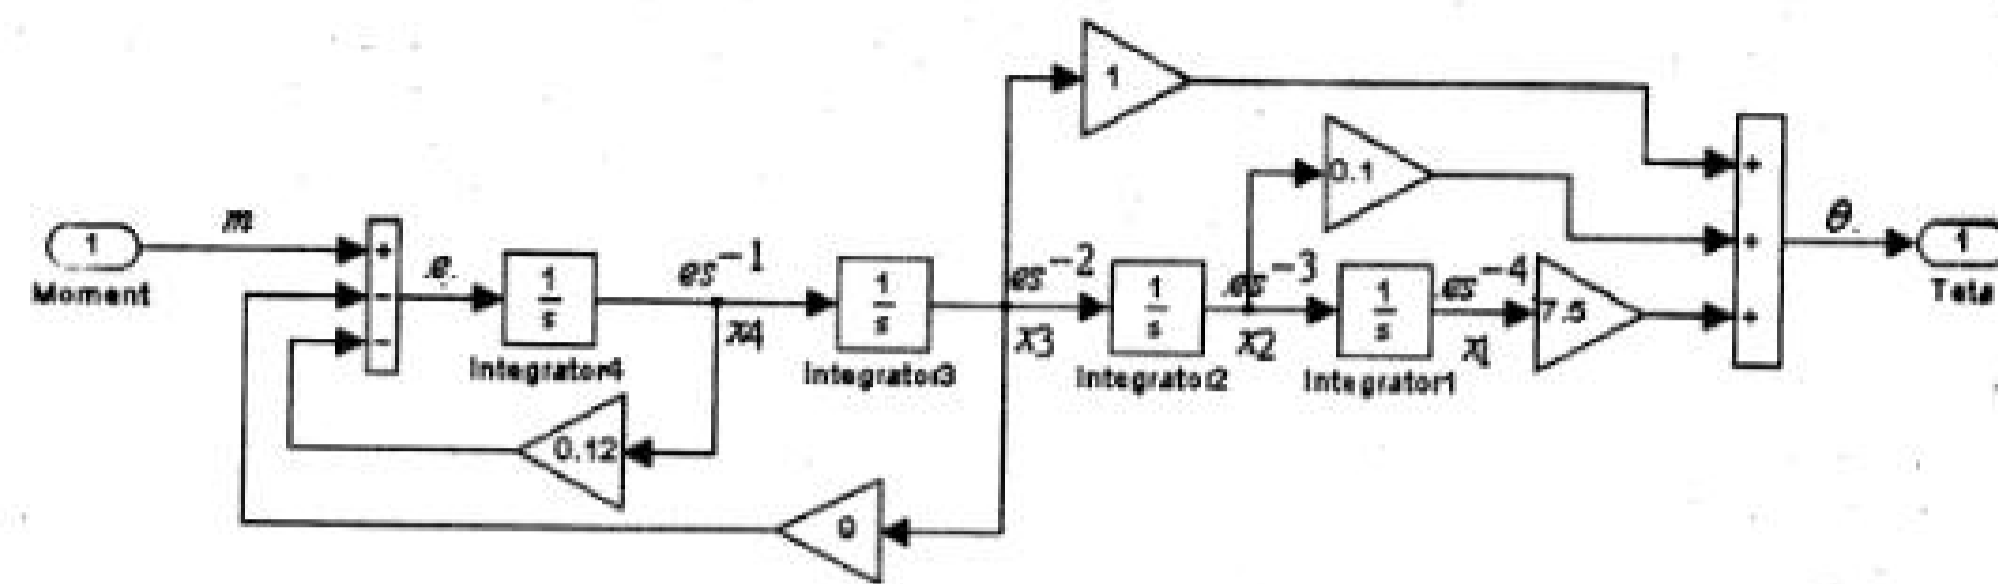 1
0.1
m
1
Moment
+
-
-
e.
1
s
Integrator4
es-1
x4
1
s
Integrator3
es-2
x3
1
s
Integrator2
es-3
x2
1
s
Integrator1
es-4
x1
7.5
+
+
+
θ.
1
Teta
0.12
0